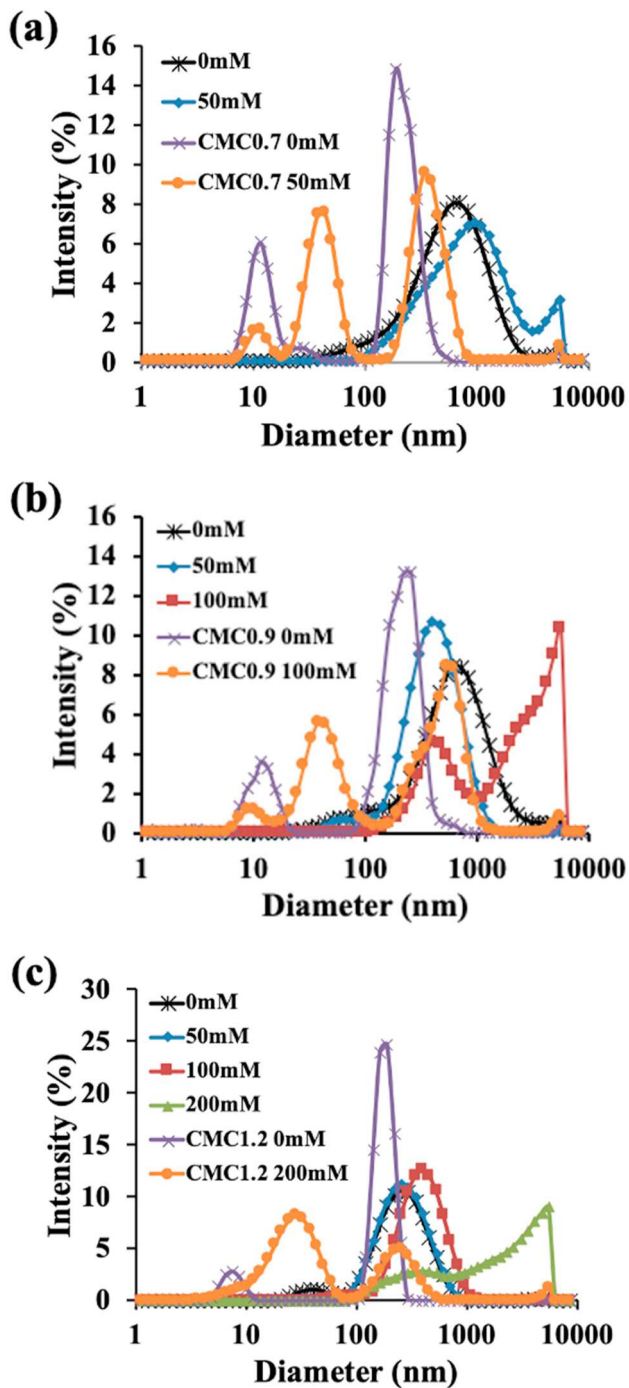 (a)
16
14
12
10
8
6
4
2
0
Intensity (%)
0mM
50mM
CMC0.7 0mM
CMC0.7 50mM
1 10 100 1000 10000
Diameter (nm)
(b)
16
14
12
10
8
6
4
2
0
Intensity (%)
0mM
50mM
100mM
CMC0.9 0mM
CMC0.9 100mM
1 10 100 1000 10000
Diameter (nm)
(c)
30
25
20
15
10
5
0
Intensity (%)
0mM
50mM
100mM
200mM
CMC1.2 0mM
CMC1.2 200mM
1 10 100 1000 10000
Diameter (nm)